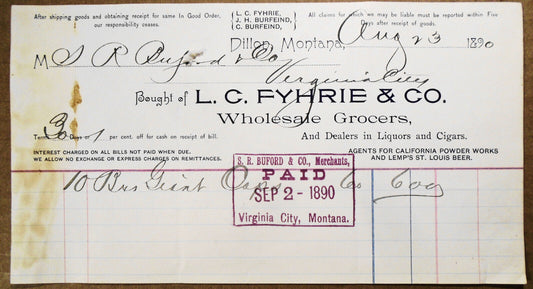 After shipping goods and obtaining receipt for same In Good Order, our responsibility ceases.
L. C. FYHRIE,
J. H. BURFEIND,
C. BURFEIND,
All claims for which we may be liable must be reported within Five days after receipt of goods.
Dillon, Montana, Aug 23 1890
M S R Buford & Co
Virginia City
Bought of L. C. FYHRIE & CO.
Wholesale Grocers,
And Dealers in Liquors and Cigars.
Terms 30 Days or 1 per cent. off for cash on receipt of bill.
INTEREST CHARGED ON ALL BILLS NOT PAID WHEN DUE.
WE ALLOW NO EXCHANGE OR EXPRESS CHARGES ON REMITTANCES.
AGENTS FOR CALIFORNIA POWDER WORKS
AND LEMP'S ST. LOUIS BEER.
S. R. BUFORD & CO., Merchants,
PAID
SEP 2 - 1890
Virginia City, Montana.
10 Bxs Giant Caps 60 600